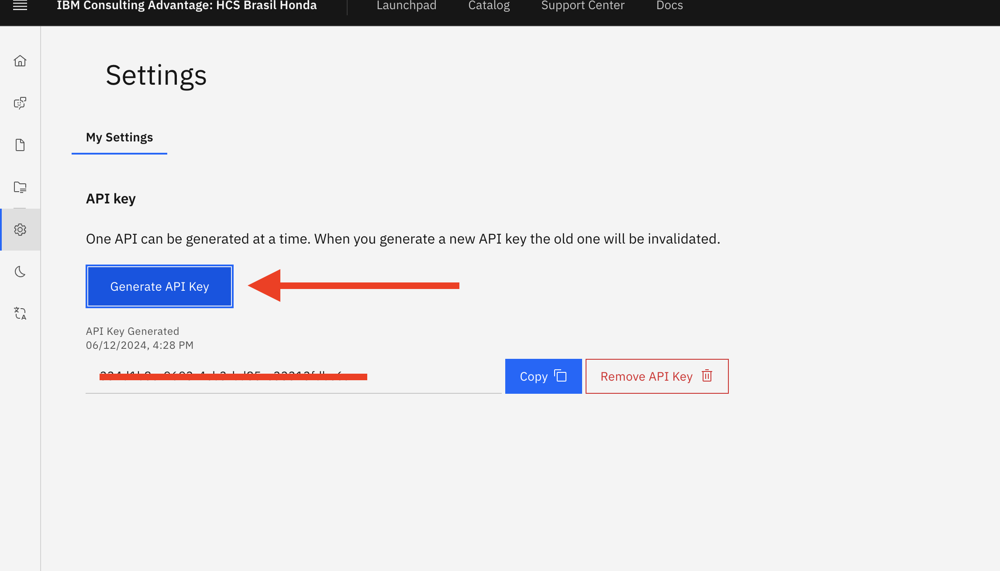 IBM Consulting Advantage: HCS Brasil Honda
Launchpad
Catalog
Support Center
Docs
Settings
My Settings
API key
One API can be generated at a time. When you generate a new API key the old one will be invalidated.
Generate API Key
API Key Generated
06/12/2024, 4:28 PM
Copy
Remove API Key